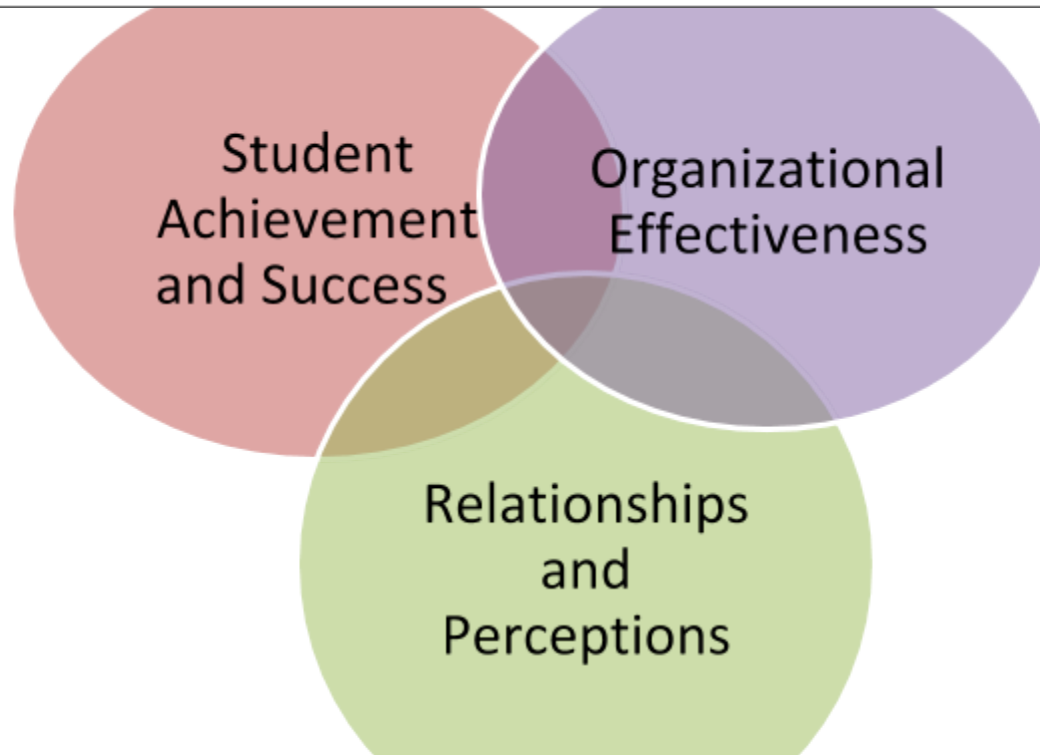 Student
Achievement
and Success
Organizational
Effectiveness
Relationships
and
Perceptions